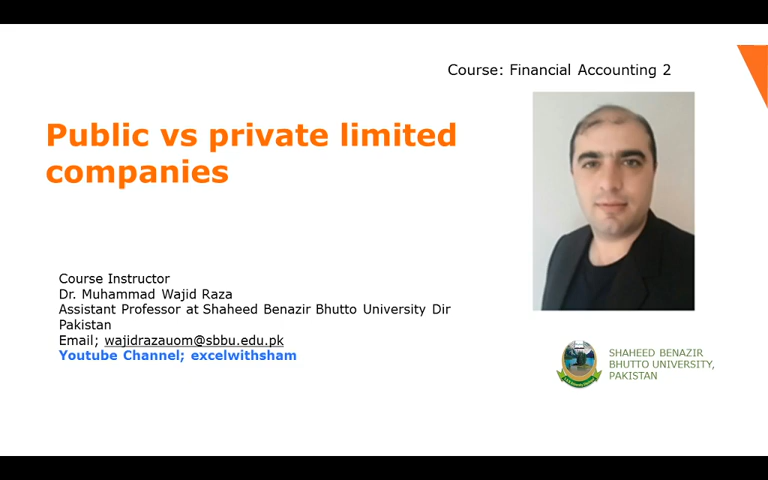 Course: Financial Accounting 2
Public vs private limited
companies
Course Instructor
Dr. Muhammad Wajid Raza
Assistant Professor at Shaheed Benazir Bhutto University Dir
Pakistan
Email; wajidrazauom@sbbu.edu.pk
Youtube Channel; excelwithsham
SHAHEED BENAZIR
BHUTTO UNIVERSITY,
PAKISTAN